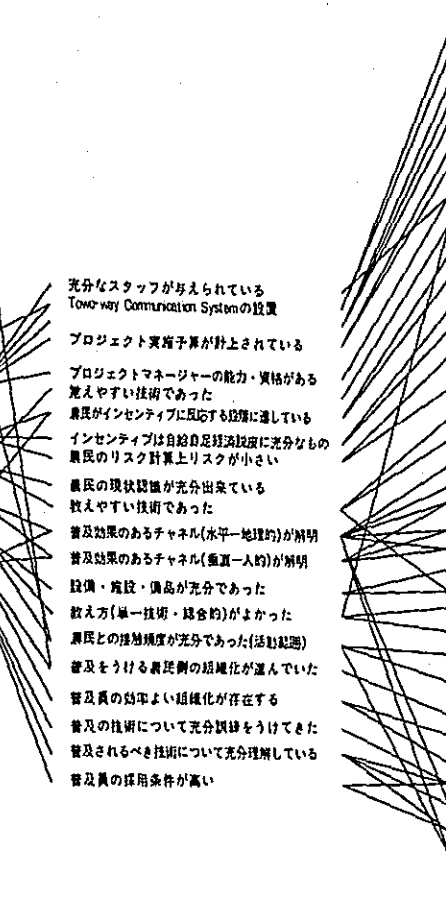 充分なスタッフが与えられている
Towo-way Communication Systemの設置
プロジェクト実施予算が計上されている
プロジェクトマネージャーの能力・資格がある
覚えやすい技術であった
農民がインセンティブに反応する段階に達している
インセンティブは自給自足経済脱皮に充分なもの
農民のリスク計算上リスクが小さい
農民の現状認識が充分出来ている
教えやすい技術であった
普及効果のあるチャネル(水平―地理的)が解明
普及効果のあるチャネル(垂直―人的)が解明
設備・施設・備品が充分であった
教え方(単一技術・総合的)がよかった
農民との接触頻度が充分であった(活動範囲)
普及をうける農民側の組織化が進んでいた
普及員の効率よい組織化が存在する
普及の技術について充分訓練をうけてきた
普及されるべき技術について充分理解している
普及員の採用条件が高い